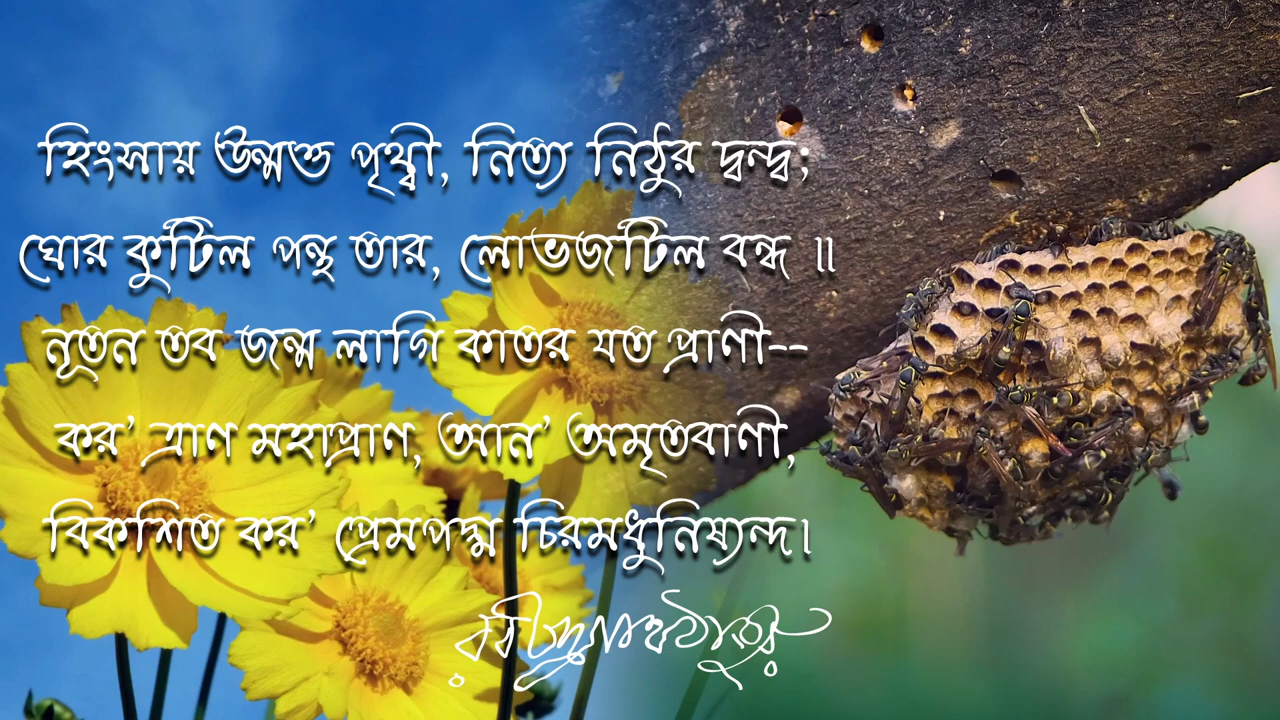 হিংসায় উন্মত্ত পৃথ্বী, নিত্য নিঠুর দ্বন্দ্ব;
ঘোর কুটিল পন্থ তার, লোভজটিল বন্ধ ॥
নূতন তব জন্ম লাগি কাতর যত প্রাণী--
কর’ ত্রাণ মহাপ্রাণ, আন’ অমৃতবাণী,
বিকশিত কর’ প্রেমপদ্ম চিরমধুনিষ্যন্দ।
রবীন্দ্রনাথ ঠাকুর